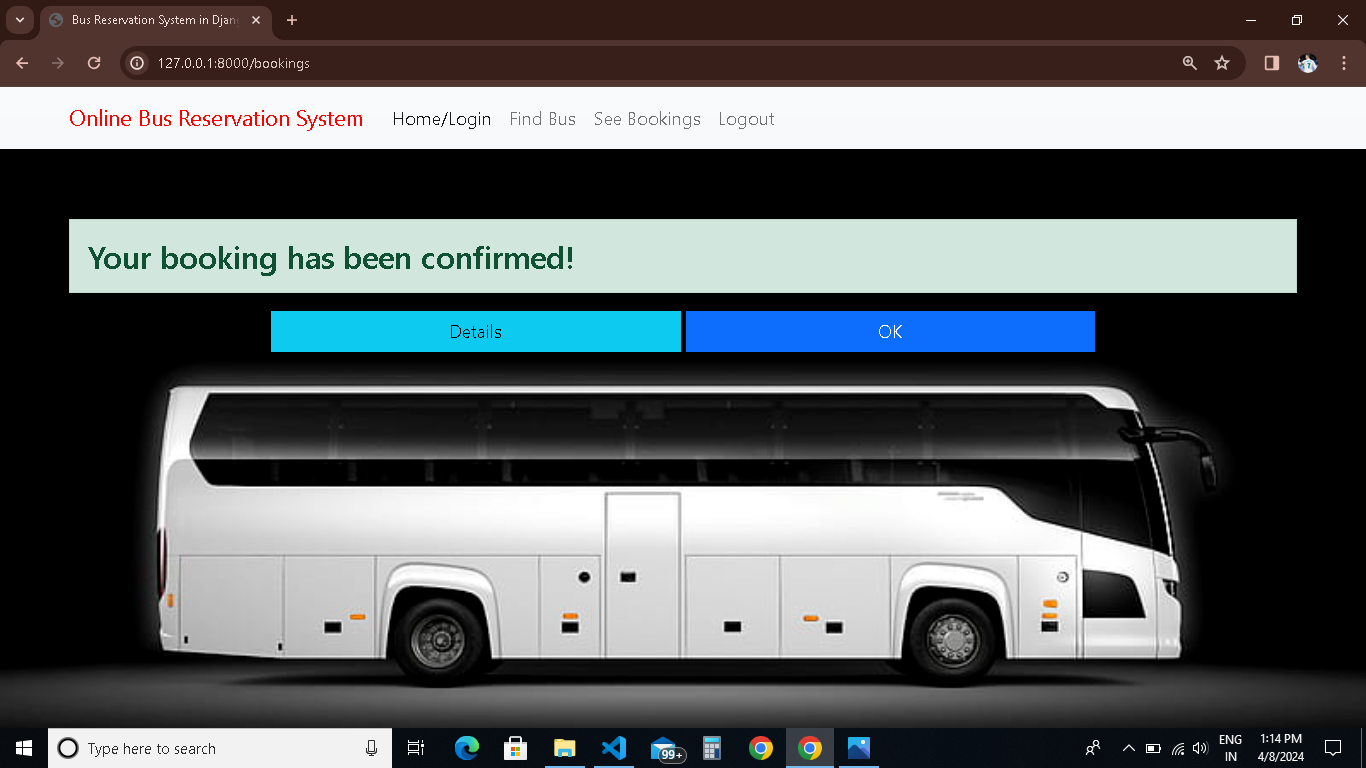 Bus Reservation System in Djan
127.0.0.1:8000/bookings
Online Bus Reservation System Home/Login Find Bus See Bookings Logout
Your booking has been confirmed!
Details OK
Type here to search
99+
ENG
IN
1:14 PM
4/8/2024